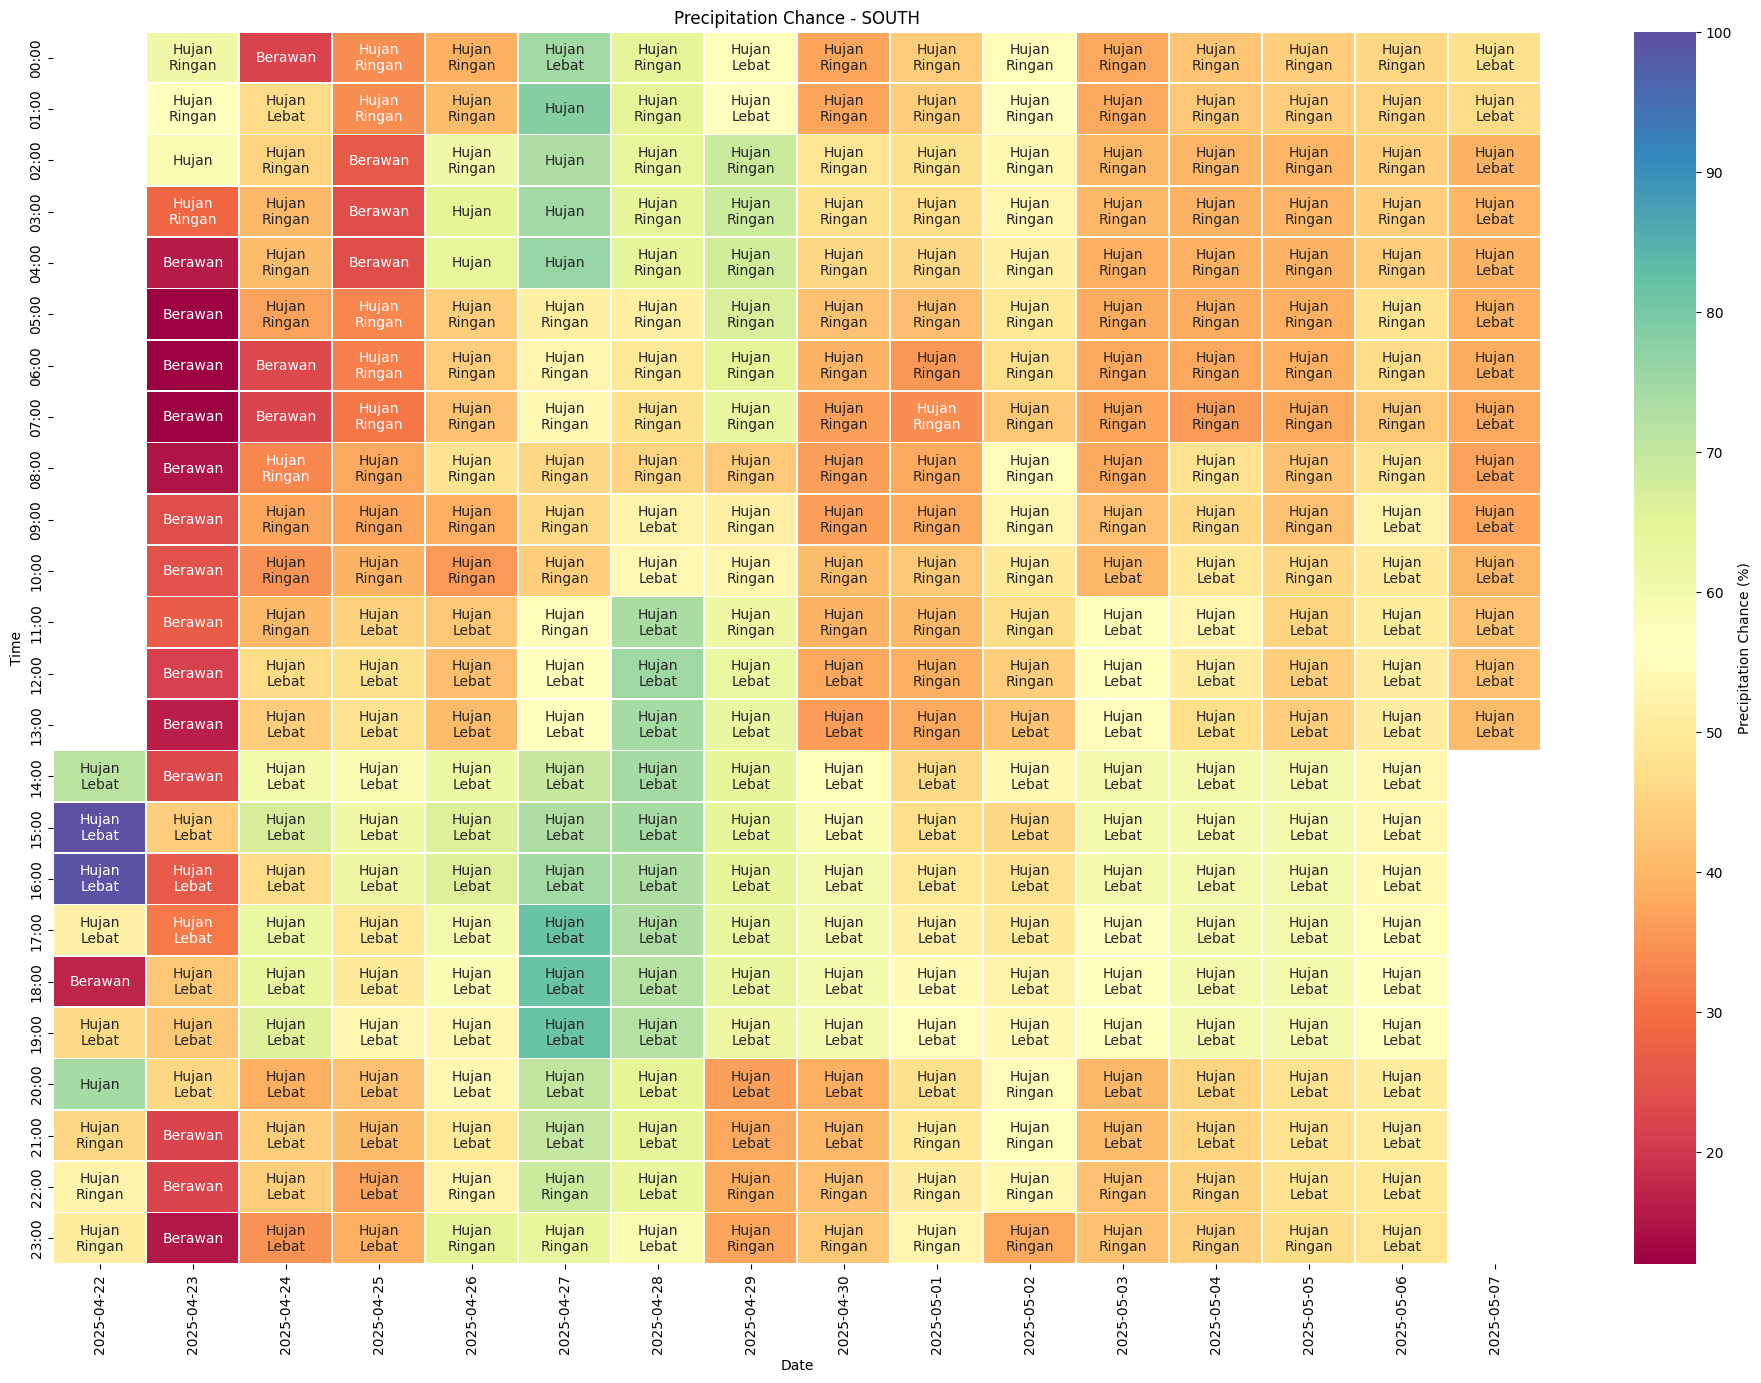 Precipitation Chance - SOUTH
00:00 Hujan Ringan Berawan Hujan Ringan Hujan Ringan Hujan Lebat Hujan Ringan Hujan Lebat Hujan Ringan Hujan Ringan Hujan Ringan Hujan Ringan Hujan Ringan Hujan Ringan Hujan Ringan Hujan Lebat
01:00 Hujan Ringan Hujan Lebat Hujan Ringan Hujan Ringan Hujan Hujan Ringan Hujan Lebat Hujan Ringan Hujan Ringan Hujan Ringan Hujan Ringan Hujan Ringan Hujan Ringan Hujan Ringan Hujan Lebat
02:00 Hujan Hujan Ringan Berawan Hujan Ringan Hujan Hujan Ringan Hujan Ringan Hujan Ringan Hujan Ringan Hujan Ringan Hujan Ringan Hujan Ringan Hujan Ringan Hujan Ringan Hujan Lebat
03:00 Hujan Ringan Hujan Ringan Berawan Hujan Hujan Hujan Ringan Hujan Ringan Hujan Ringan Hujan Ringan Hujan Ringan Hujan Ringan Hujan Ringan Hujan Ringan Hujan Ringan Hujan Lebat
04:00 Berawan Hujan Ringan Berawan Hujan Hujan Hujan Ringan Hujan Ringan Hujan Ringan Hujan Ringan Hujan Ringan Hujan Ringan Hujan Ringan Hujan Ringan Hujan Ringan Hujan Lebat
05:00 Berawan Hujan Ringan Hujan Ringan Hujan Ringan Hujan Ringan Hujan Ringan Hujan Ringan Hujan Ringan Hujan Ringan Hujan Ringan Hujan Ringan Hujan Ringan Hujan Ringan Hujan Ringan Hujan Lebat
06:00 Berawan Berawan Hujan Ringan Hujan Ringan Hujan Ringan Hujan Ringan Hujan Ringan Hujan Ringan Hujan Ringan Hujan Ringan Hujan Ringan Hujan Ringan Hujan Ringan Hujan Ringan Hujan Lebat
07:00 Berawan Berawan Hujan Ringan Hujan Ringan Hujan Ringan Hujan Ringan Hujan Ringan Hujan Ringan Hujan Ringan Hujan Ringan Hujan Ringan Hujan Ringan Hujan Ringan Hujan Ringan Hujan Lebat
08:00 Berawan Hujan Ringan Hujan Ringan Hujan Ringan Hujan Ringan Hujan Ringan Hujan Ringan Hujan Ringan Hujan Ringan Hujan Ringan Hujan Ringan Hujan Ringan Hujan Ringan Hujan Ringan Hujan Lebat
09:00 Berawan Hujan Ringan Hujan Ringan Hujan Ringan Hujan Ringan Hujan Lebat Hujan Ringan Hujan Ringan Hujan Ringan Hujan Ringan Hujan Ringan Hujan Ringan Hujan Ringan Hujan Lebat Hujan Lebat
10:00 Berawan Hujan Ringan Hujan Ringan Hujan Ringan Hujan Ringan Hujan Lebat Hujan Ringan Hujan Ringan Hujan Ringan Hujan Ringan Hujan Lebat Hujan Lebat Hujan Ringan Hujan Lebat Hujan Lebat
11:00 Berawan Hujan Ringan Hujan Lebat Hujan Lebat Hujan Ringan Hujan Lebat Hujan Ringan Hujan Ringan Hujan Ringan Hujan Ringan Hujan Lebat Hujan Lebat Hujan Lebat Hujan Lebat Hujan Lebat
12:00 Berawan Hujan Lebat Hujan Lebat Hujan Lebat Hujan Lebat Hujan Lebat Hujan Lebat Hujan Lebat Hujan Ringan Hujan Ringan Hujan Lebat Hujan Lebat Hujan Lebat Hujan Lebat Hujan Lebat
13:00 Berawan Hujan Lebat Hujan Lebat Hujan Lebat Hujan Lebat Hujan Lebat Hujan Lebat Hujan Lebat Hujan Ringan Hujan Lebat Hujan Lebat Hujan Lebat Hujan Lebat Hujan Lebat Hujan Lebat
14:00 Hujan Lebat Berawan Hujan Lebat Hujan Lebat Hujan Lebat Hujan Lebat Hujan Lebat Hujan Lebat Hujan Lebat Hujan Lebat Hujan Lebat Hujan Lebat Hujan Lebat Hujan Lebat Hujan Lebat
15:00 Hujan Lebat Hujan Lebat Hujan Lebat Hujan Lebat Hujan Lebat Hujan Lebat Hujan Lebat Hujan Lebat Hujan Lebat Hujan Lebat Hujan Lebat Hujan Lebat Hujan Lebat Hujan Lebat Hujan Lebat
16:00 Hujan Lebat Hujan Lebat Hujan Lebat Hujan Lebat Hujan Lebat Hujan Lebat Hujan Lebat Hujan Lebat Hujan Lebat Hujan Lebat Hujan Lebat Hujan Lebat Hujan Lebat Hujan Lebat Hujan Lebat
17:00 Hujan Lebat Hujan Lebat Hujan Lebat Hujan Lebat Hujan Lebat Hujan Lebat Hujan Lebat Hujan Lebat Hujan Lebat Hujan Lebat Hujan Lebat Hujan Lebat Hujan Lebat Hujan Lebat Hujan Lebat
18:00 Berawan Hujan Lebat Hujan Lebat Hujan Lebat Hujan Lebat Hujan Lebat Hujan Lebat Hujan Lebat Hujan Lebat Hujan Lebat Hujan Lebat Hujan Lebat Hujan Lebat Hujan Lebat Hujan Lebat
19:00 Hujan Lebat Hujan Lebat Hujan Lebat Hujan Lebat Hujan Lebat Hujan Lebat Hujan Lebat Hujan Lebat Hujan Lebat Hujan Lebat Hujan Lebat Hujan Lebat Hujan Lebat Hujan Lebat Hujan Lebat
20:00 Hujan Hujan Lebat Hujan Lebat Hujan Lebat Hujan Lebat Hujan Lebat Hujan Lebat Hujan Lebat Hujan Lebat Hujan Lebat Hujan Ringan Hujan Lebat Hujan Lebat Hujan Lebat Hujan Lebat
21:00 Hujan Ringan Berawan Hujan Lebat Hujan Lebat Hujan Lebat Hujan Lebat Hujan Lebat Hujan Lebat Hujan Lebat Hujan Ringan Hujan Ringan Hujan Lebat Hujan Lebat Hujan Lebat Hujan Lebat
22:00 Hujan Ringan Berawan Hujan Lebat Hujan Lebat Hujan Ringan Hujan Ringan Hujan Lebat Hujan Ringan Hujan Ringan Hujan Ringan Hujan Ringan Hujan Ringan Hujan Ringan Hujan Lebat Hujan Lebat
23:00 Hujan Ringan Berawan Hujan Lebat Hujan Lebat Hujan Ringan Hujan Ringan Hujan Lebat Hujan Ringan Hujan Ringan Hujan Ringan Hujan Ringan Hujan Ringan Hujan Ringan Hujan Ringan Hujan Lebat
Time
2025-04-22 2025-04-23 2025-04-24 2025-04-25 2025-04-26 2025-04-27 2025-04-28 2025-04-29 2025-04-30 2025-05-01 2025-05-02 2025-05-03 2025-05-04 2025-05-05 2025-05-06 2025-05-07
Date
100
90
80
70
60
50
40
30
20
Precipitation Chance (%)